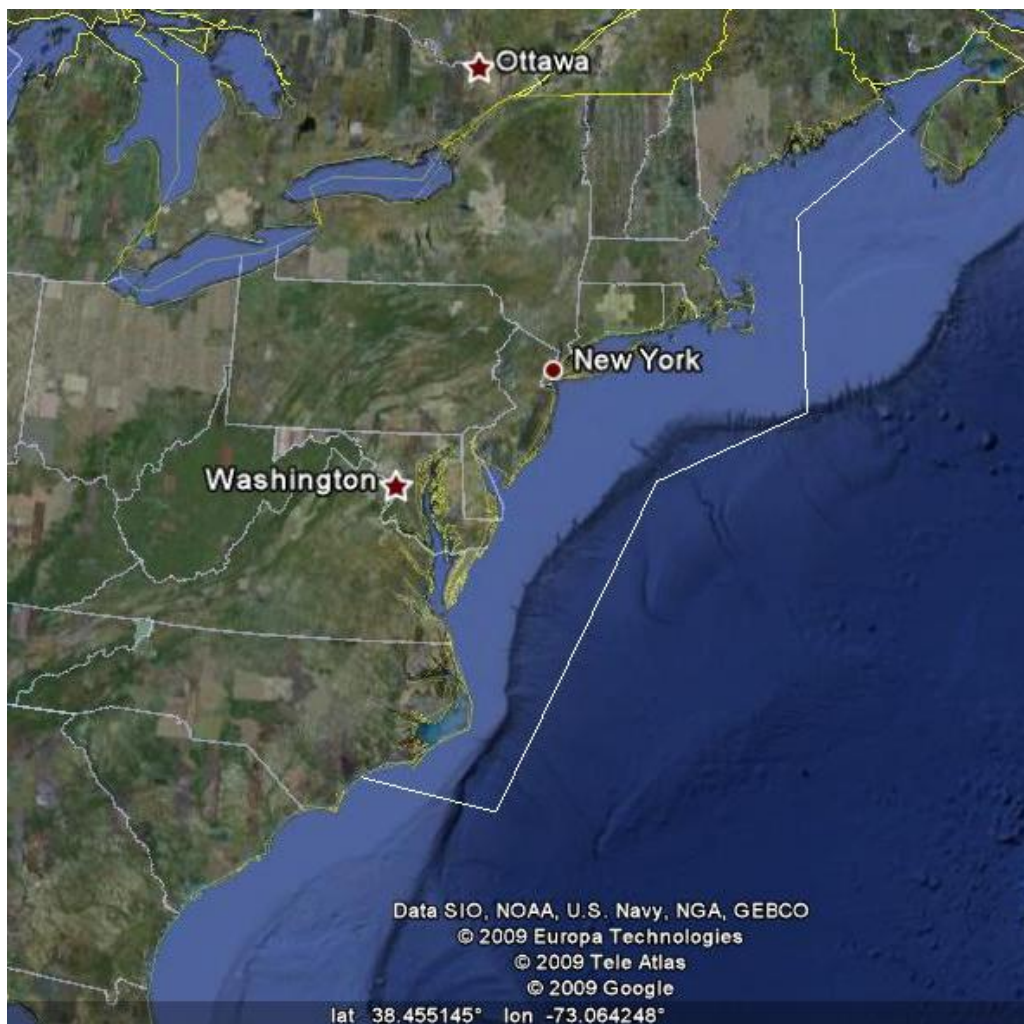 Ottawa
New York
Washington
Data SIO, NOAA, U.S. Navy, NGA, GEBCO
© 2009 Europa Technologies
© 2009 Tele Atlas
© 2009 Google
lat 38.455145° lon -73.064248°